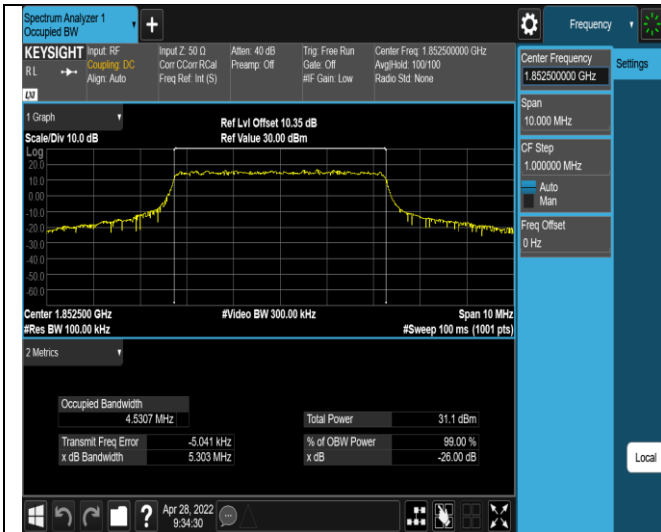 Spectrum Analyzer 1
Occupied BW
Frequency
KEYSIGHT
R L
LXI
Input: RF
Coupling: DC
Align: Auto
Input Z: 50 Ω
Corr CCorr RCal
Freq Ref: Int (S)
Atten: 40 dB
Preamp: Off
Trig: Free Run
Gate: Off
#IF Gain: Low
Center Freq: 1.852500000 GHz
Avg|Hold: 100/100
Radio Std: None
Center Frequency
1.852500000 GHz
Settings
Span
10.000 MHz
CF Step
1.000000 MHz
Auto
Man
Freq Offset
0 Hz
1 Graph
Scale/Div 10.0 dB
Ref Lvl Offset 10.35 dB
Ref Value 30.00 dBm
Log
20.0
10.0
0.00
-10.0
-20.0
-30.0
-40.0
-50.0
-60.0
Center 1.852500 GHz
#Video BW 300.00 kHz
Span 10 MHz
#Res BW 100.00 kHz
#Sweep 100 ms (1001 pts)
2 Metrics
Occupied Bandwidth
4.5307 MHz
Total Power 31.1 dBm
Transmit Freq Error -5.041 kHz
% of OBW Power 99.00 %
x dB Bandwidth 5.303 MHz
x dB -26.00 dB
Local
?
Apr 28, 2022
9:34:30